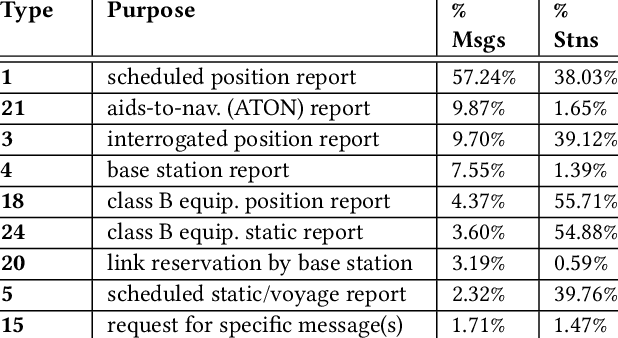 Type Purpose % %
Msgs Stns
1 scheduled position report 57.24% 38.03%
21 aids-to-nav. (ATON) report 9.87% 1.65%
3 interrogated position report 9.70% 39.12%
4 base station report 7.55% 1.39%
18 class B equip. position report 4.37% 55.71%
24 class B equip. static report 3.60% 54.88%
20 link reservation by base station 3.19% 0.59%
5 scheduled static/voyage report 2.32% 39.76%
15 request for specific message(s) 1.71% 1.47%